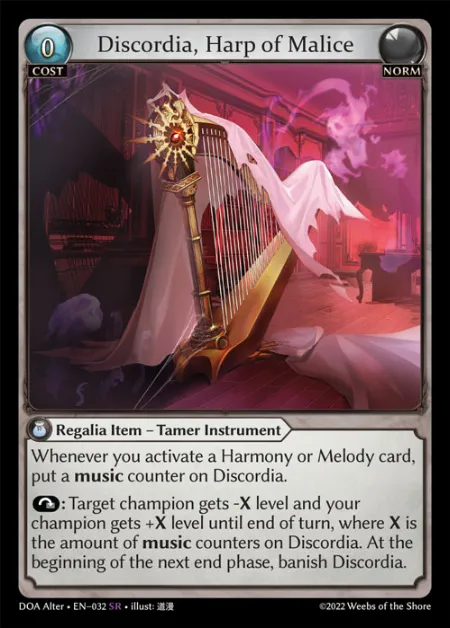 0
Discordia, Harp of Malice
COST
NORM
Regalia Item – Tamer Instrument
Whenever you activate a Harmony or Melody card,
put a music counter on Discordia.
: Target champion gets -X level and your
champion gets +X level until end of turn, where X is
the amount of music counters on Discordia. At the
beginning of the next end phase, banish Discordia.
DOA Alter • EN-032 SR • illust: 道漫
©2022 Weebs of the Shore